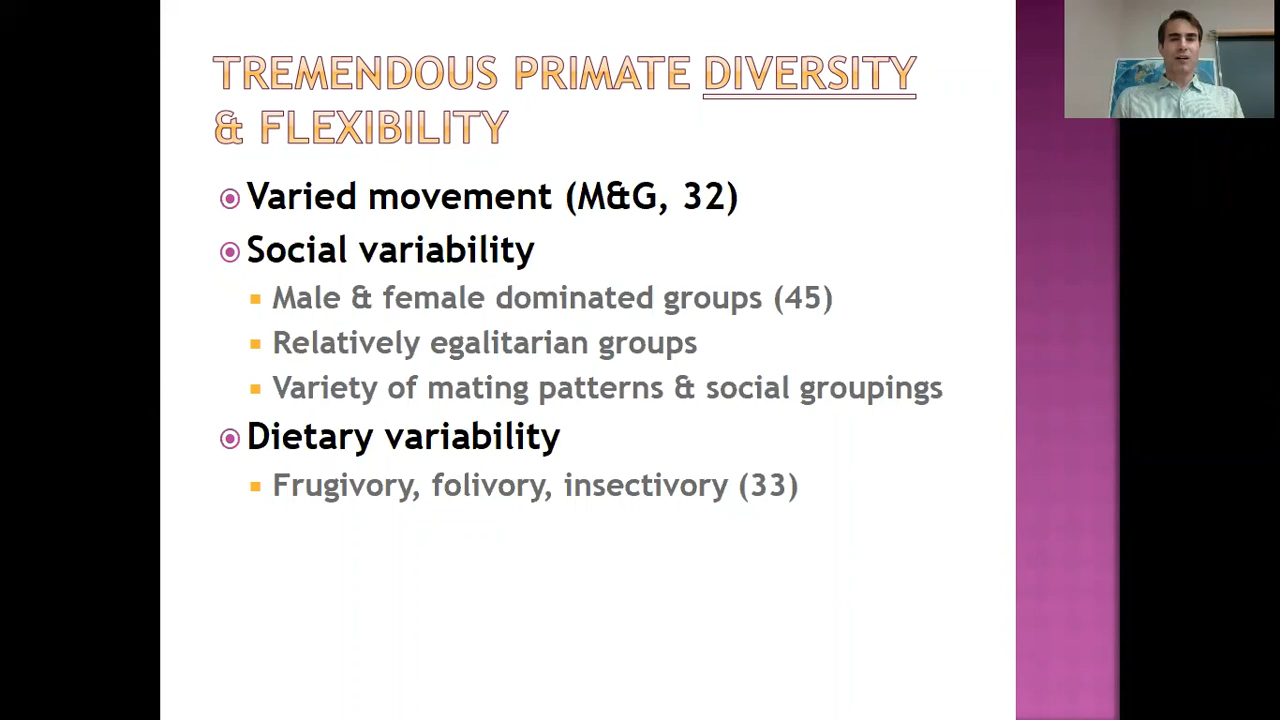 TREMENDOUS PRIMATE DIVERSITY
& FLEXIBILITY
Varied movement (M&G, 32)
Social variability
Male & female dominated groups (45)
Relatively egalitarian groups
Variety of mating patterns & social groupings
Dietary variability
Frugivory, folivory, insectivory (33)